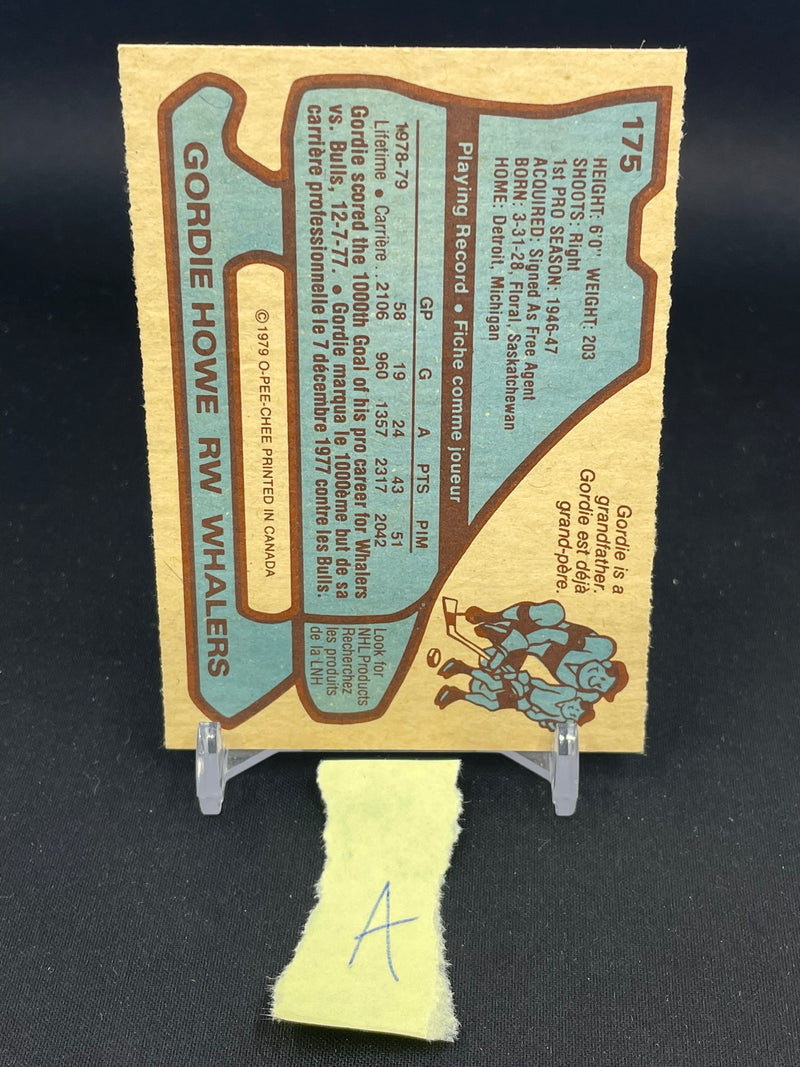 175
HEIGHT: 6'0" WEIGHT: 203
SHOOTS: Right
1st PRO SEASON: 1946-47
ACQUIRED: Signed As Free Agent
BORN: 3-31-28, Floral, Saskatchewan
HOME: Detroit, Michigan
Gordie is a
grandfather.
Gordie est déjà
grand-père.
Playing Record • Fiche comme joueur
GP G A PTS PIM
1978-79 58 19 24 43 51
Lifetime • Carrière . . 2106 960 1357 2317 2042
Gordie scored the 1000th Goal of his pro career for Whalers
vs. Bulls, 12-7-77. • Gordie marqua le 1000ème but de sa
carrière professionnelle le 7 décembre 1977 contre les Bulls.
Look for
NHL Products
Recherchez
les produits
de la LNH
©1979 O-PEE-CHEE PRINTED IN CANADA
GORDIE HOWE RW WHALERS
A